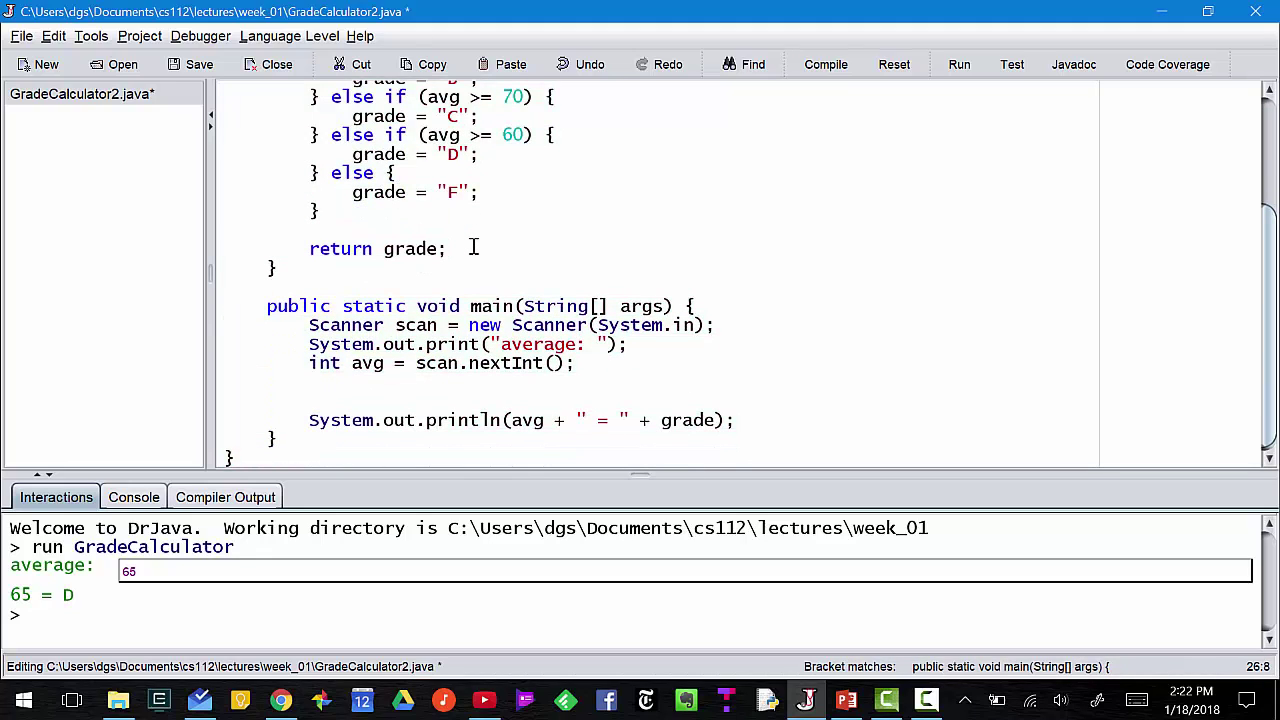 C:\Users\dgs\Documents\cs112\lectures\week_01\GradeCalculator2.java *
File Edit Tools Project Debugger Language Level Help
New Open Save Close Cut Copy Paste Undo Redo Find Compile Reset Run Test Javadoc Code Coverage
GradeCalculator2.java*
} else if (avg >= 70) {
grade = "C";
} else if (avg >= 60) {
grade = "D";
} else {
grade = "F";
}
return grade;
}
public static void main(String[] args) {
Scanner scan = new Scanner(System.in);
System.out.print("average: ");
int avg = scan.nextInt();
System.out.println(avg + " = " + grade);
}
}
Interactions Console Compiler Output
Welcome to DrJava. Working directory is C:\Users\dgs\Documents\cs112\lectures\week_01
> run GradeCalculator
average: 65
65 = D
>
Editing C:\Users\dgs\Documents\cs112\lectures\week_01\GradeCalculator2.java * Bracket matches: public static void main(String[] args) { 26:8
2:22 PM
1/18/2018